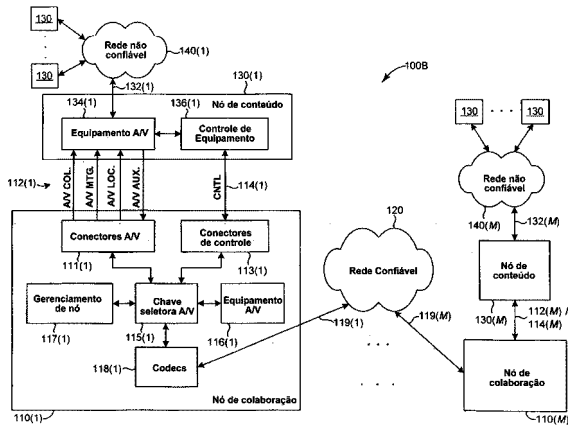 130
130
Rede não
confiável
140(1)
100B
132(1)
130(1)
134(1)
136(1)
Nó de conteúdo
Equipamento A/V
Controle de
Equipamento
130
130
Rede não
confiável
140(M)
132(M)
112(1)
A/V COL.
A/V MTG.
A/V LOC.
A/V AUX.
CNTL
114(1)
120
Conectores A/V
Conectores
de controle
111(1)
113(1)
Rede Confiável
Nó de
conteúdo
130(M)
112(M) /
114(M)
Gerenciamento
de nó
Chave
seletora A/V
Equipamento
A/V
117(1)
115(1)
116(1)
119(1)
119(M)
118(1)
Codecs
Nó de colaboração
110(1)
Nó de
colaboração
110(M)